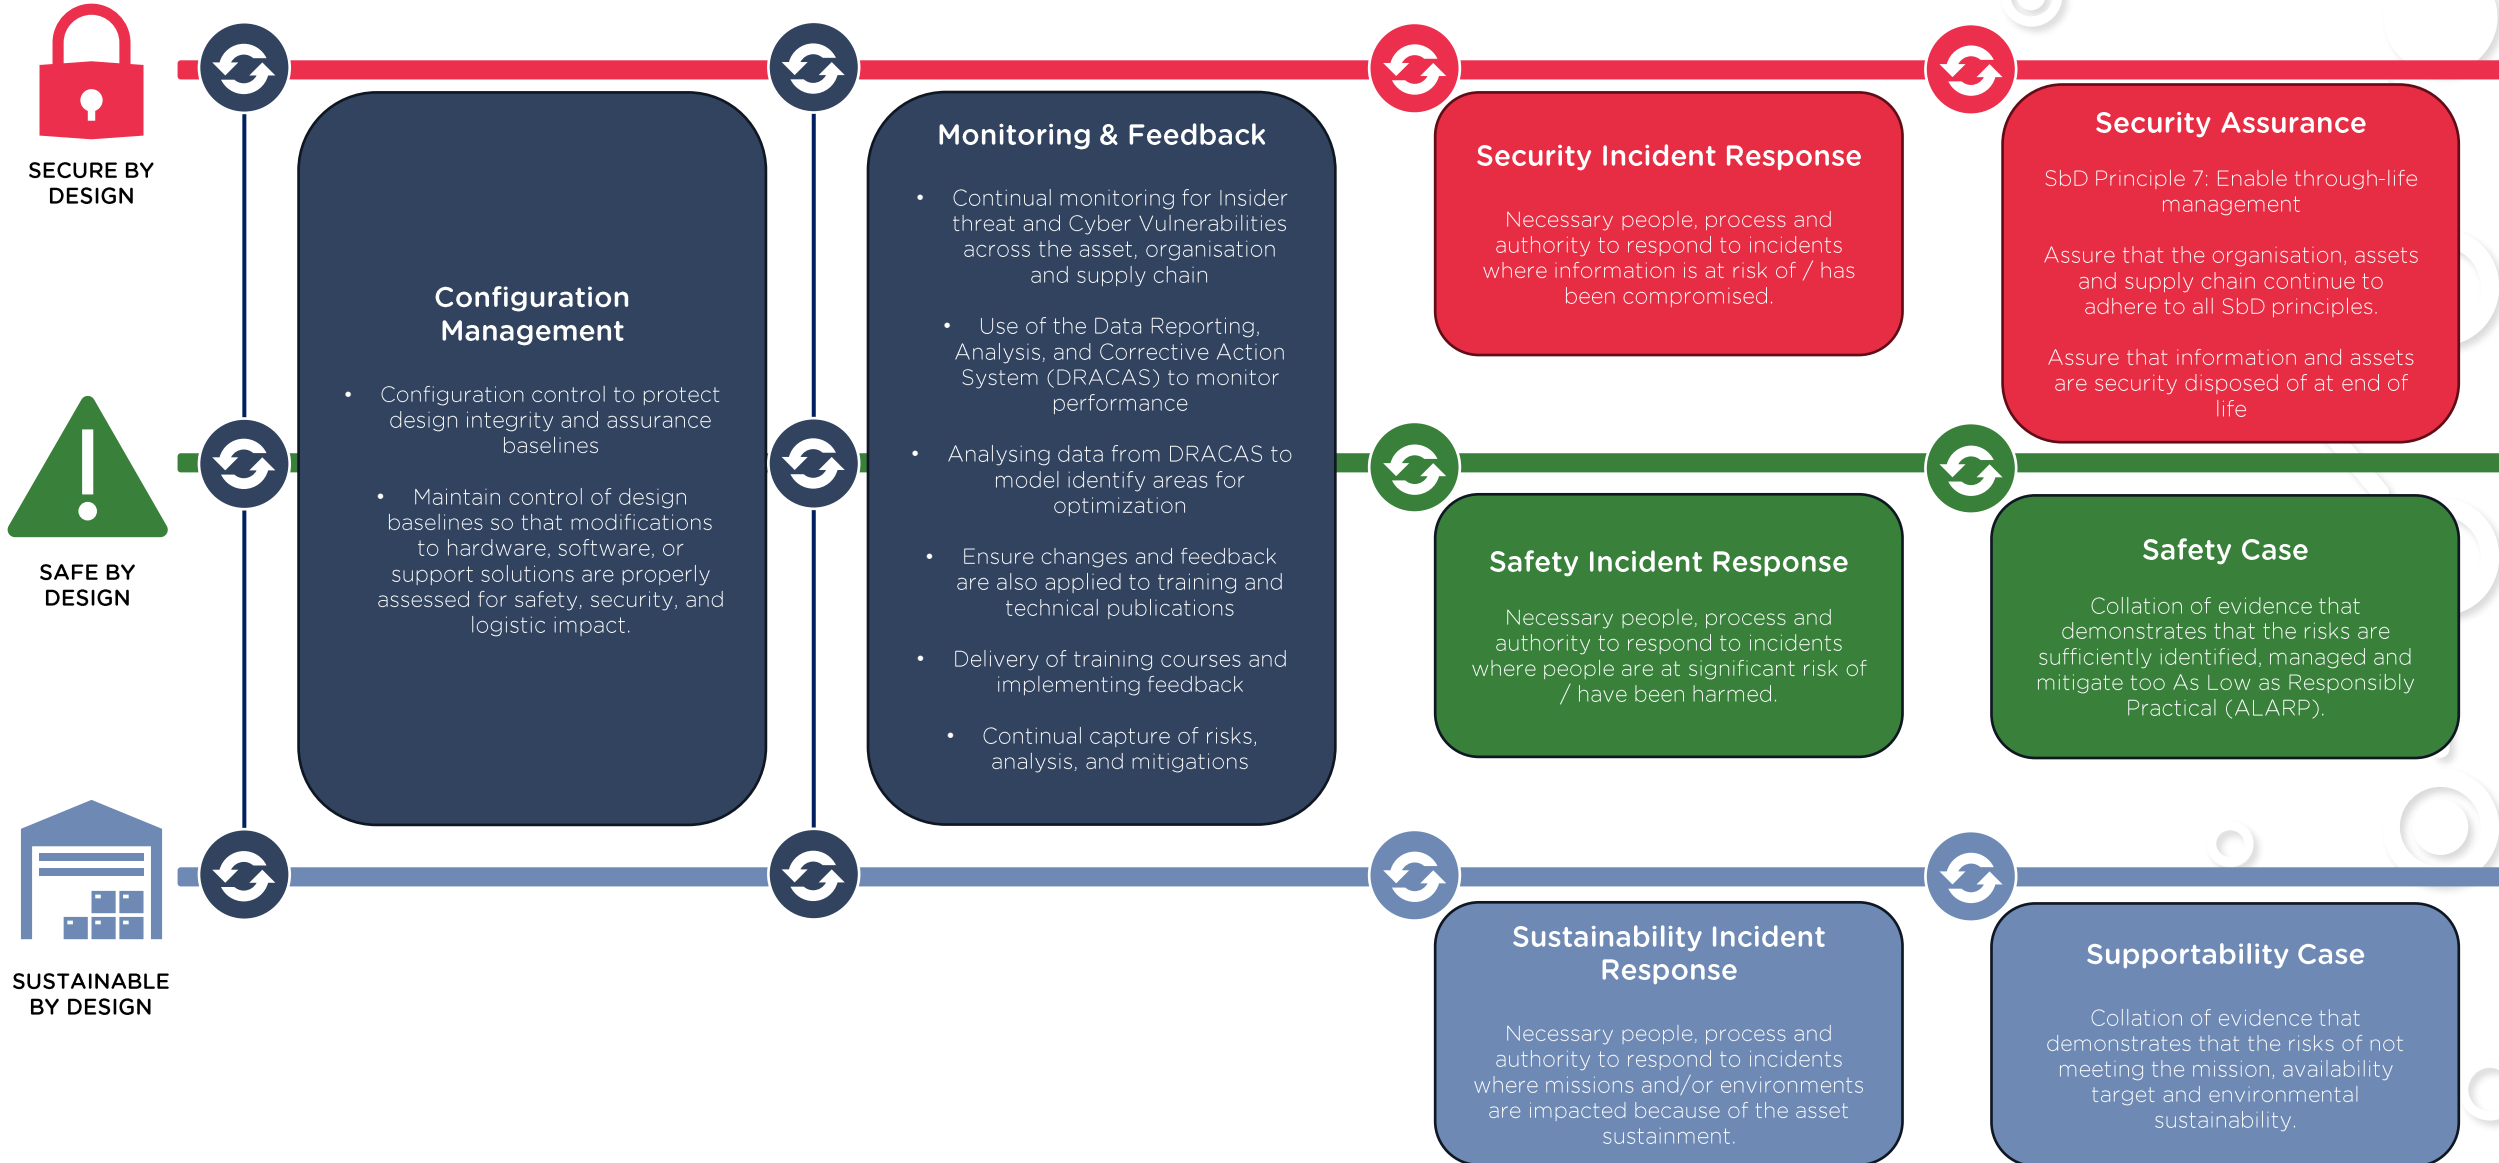 SECURE BY
DESIGN
Configuration
Management
• Configuration control to protect
design integrity and assurance
baselines
• Maintain control of design
baselines so that modifications
to hardware, software, or
support solutions are properly
assessed for safety, security, and
logistic impact.
Monitoring & Feedback
• Continual monitoring for Insider
threat and Cyber Vulnerabilities
across the asset, organisation
and supply chain
• Use of the Data Reporting,
Analysis, and Corrective Action
System (DRACAS) to monitor
performance
• Analysing data from DRACAS to
model identify areas for
optimization
• Ensure changes and feedback
are also applied to training and
technical publications
• Delivery of training courses and
implementing feedback
• Continual capture of risks,
analysis, and mitigations
Security Incident Response
Necessary people, process and
authority to respond to incidents
where information is at risk of / has
been compromised.
Security Assurance
SbD Principle 7: Enable through-life
management
Assure that the organisation, assets
and supply chain continue to
adhere to all SbD principles.
Assure that information and assets
are security disposed of at end of
life
SAFE BY
DESIGN
Safety Incident Response
Necessary people, process and
authority to respond to incidents
where people are at significant risk of
/ have been harmed.
Safety Case
Collation of evidence that
demonstrates that the risks are
sufficiently identified, managed and
mitigate too As Low as Responsibly
Practical (ALARP).
SUSTAINABLE
BY DESIGN
Sustainability Incident
Response
Necessary people, process and
authority to respond to incidents
where missions and/or environments
are impacted because of the asset
sustainment.
Supportability Case
Collation of evidence that
demonstrates that the risks of not
meeting the mission, availability
target and environmental
sustainability.